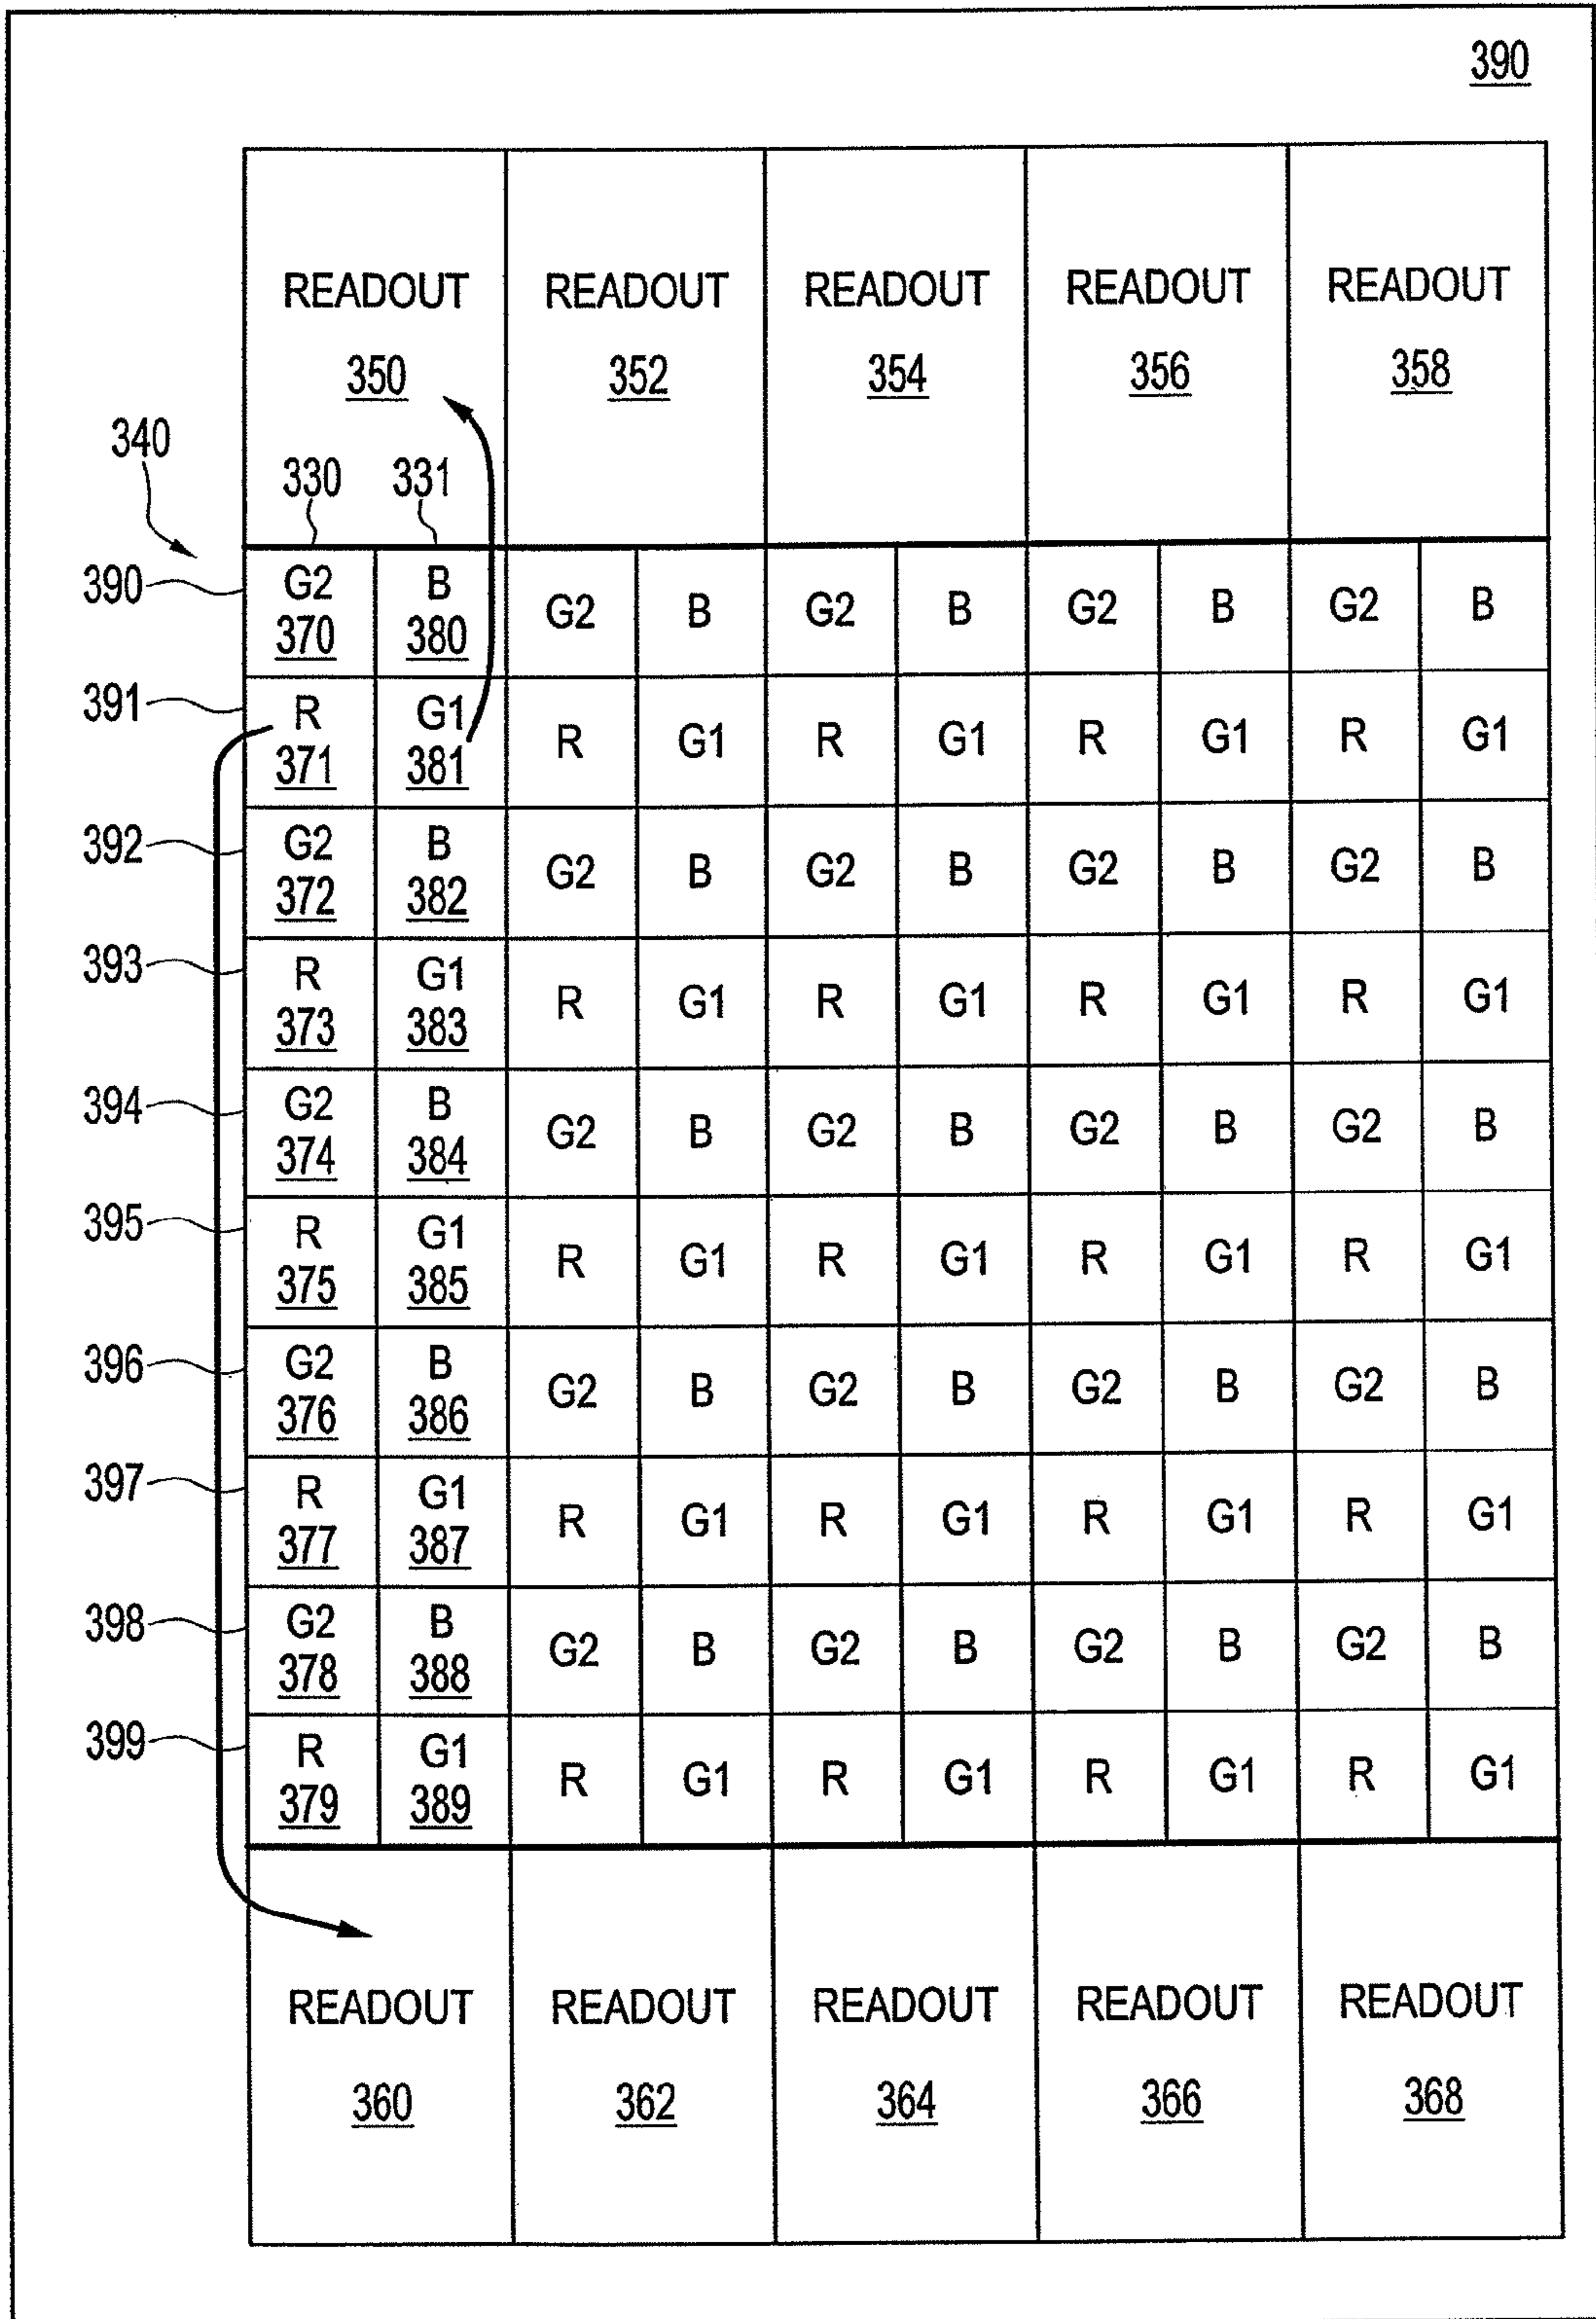 390
READOUT READOUT READOUT READOUT READOUT
350 352 354 356 358
340
330 331
390 G2 B G2 B G2 B G2 B G2 B
370 380
391 R G1 R G1 R G1 R G1 R G1
371 381
392 G2 B G2 B G2 B G2 B G2 B
372 382
393 R G1 R G1 R G1 R G1 R G1
373 383
394 G2 B G2 B G2 B G2 B G2 B
374 384
395 R G1 R G1 R G1 R G1 R G1
375 385
396 G2 B G2 B G2 B G2 B G2 B
376 386
397 R G1 R G1 R G1 R G1 R G1
377 387
398 G2 B G2 B G2 B G2 B G2 B
378 388
399 R G1 R G1 R G1 R G1 R G1
379 389
READOUT READOUT READOUT READOUT READOUT
360 362 364 366 368